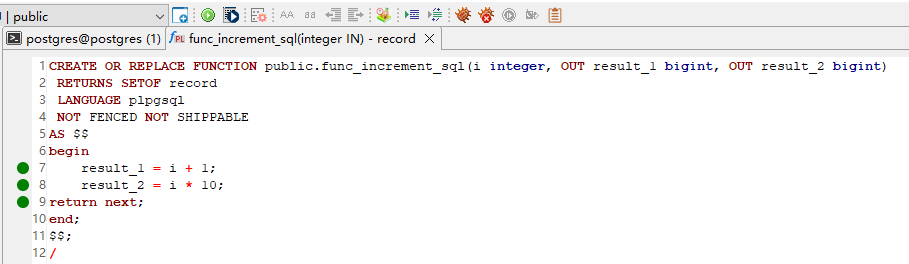 | public
AA aa
postgres@postgres (1) func_increment_sql(integer IN) - record
1 CREATE OR REPLACE FUNCTION public.func_increment_sql(i integer, OUT result_1 bigint, OUT result_2 bigint)
2 RETURNS SETOF record
3 LANGUAGE plpgsql
4 NOT FENCED NOT SHIPPABLE
5 AS $$
6 begin
7 result_1 = i + 1;
8 result_2 = i * 10;
9 return next;
10 end;
11 $$;
12 /